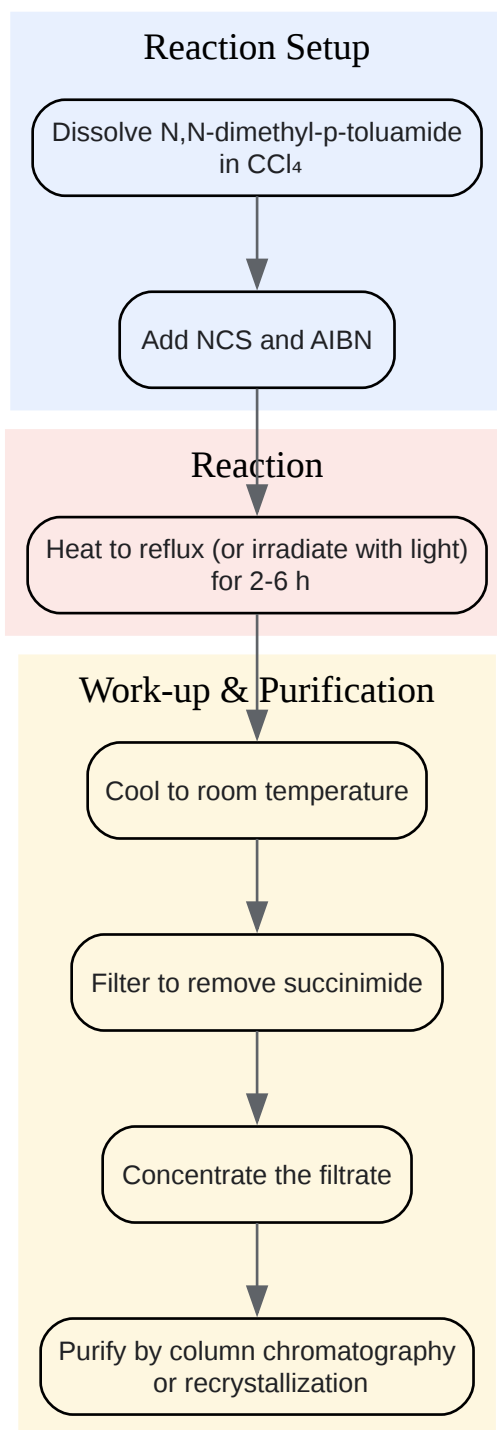 Reaction Setup
Dissolve N,N-dimethyl-p-toluamide
in CCl₄
Add NCS and AIBN
Reaction
Heat to reflux (or irradiate with light)
for 2-6 h
Work-up & Purification
Cool to room temperature
Filter to remove succinimide
Concentrate the filtrate
Purify by column chromatography
or recrystallization